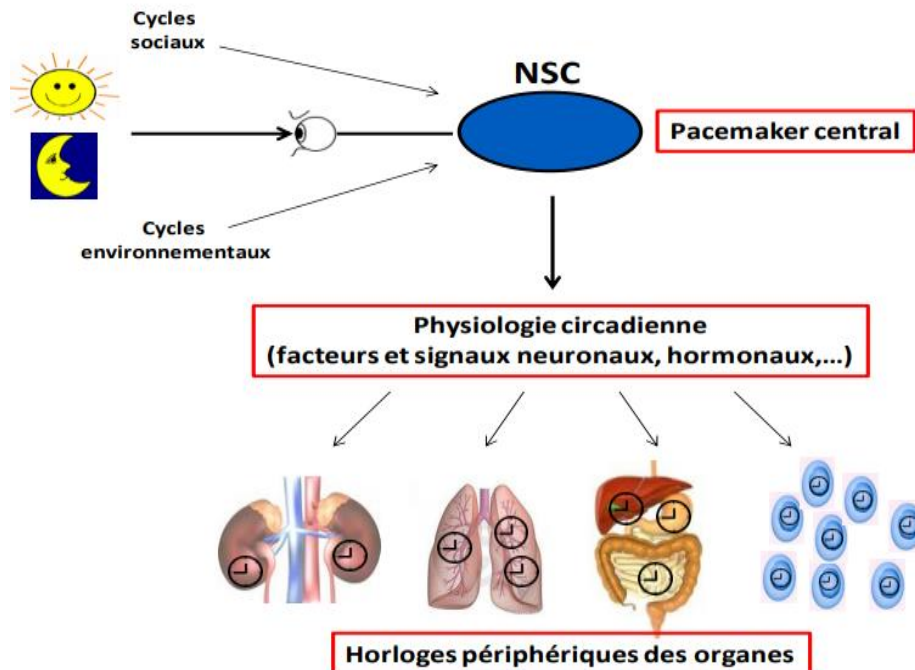 Cycles
sociaux
NSC
Pacemaker central
Cycles
environnementaux
Physiologie circadienne
(facteurs et signaux neuronaux, hormonaux,...)
Horloges périphériques des organes